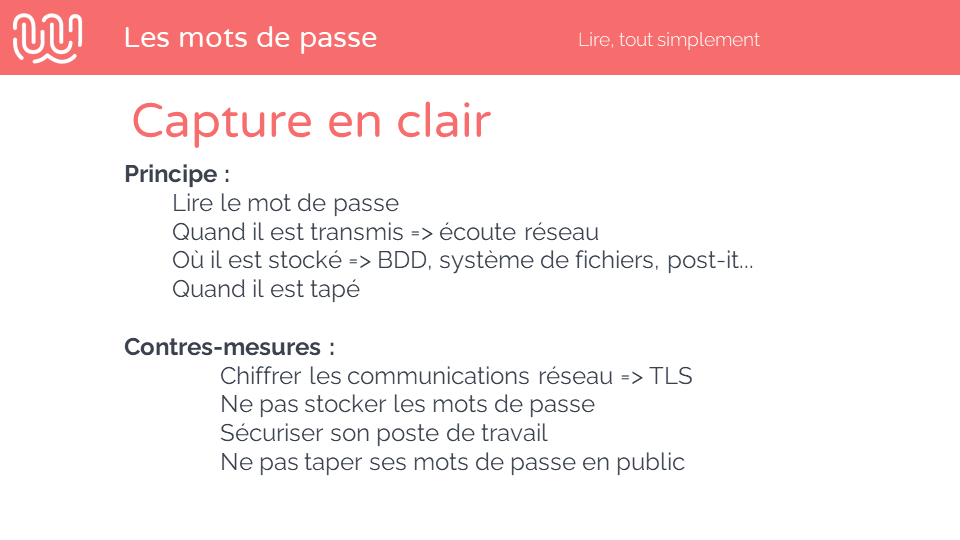 Les mots de passe
Lire, tout simplement
Capture en clair
Principe :
Lire le mot de passe
Quand il est transmis => écoute réseau
Où il est stocké => BDD, système de fichiers, post-it...
Quand il est tapé
Contres-mesures :
Chiffrer les communications réseau => TLS
Ne pas stocker les mots de passe
Sécuriser son poste de travail
Ne pas taper ses mots de passe en public